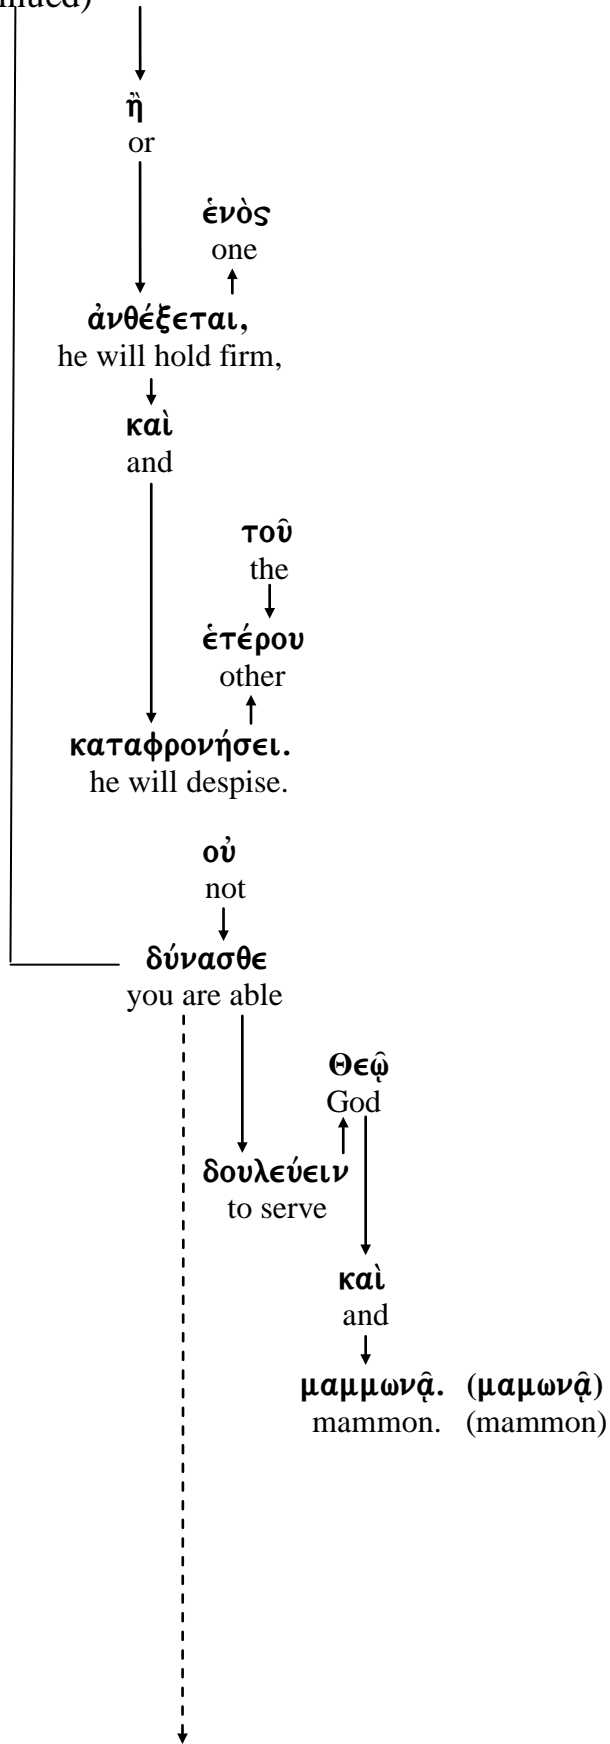 nued)
ἢ
or
ἑνὸς
one
ἀνθέξεται,
he will hold firm,
καὶ
and
τοῦ
the
ἑτέρου
other
καταφρονήσει.
he will despise.
οὐ
not
δύνασθε
you are able
Θεῷ
God
δουλεύειν
to serve
καὶ
and
μαμμωνᾷ. (μαμωνᾷ)
mammon. (mammon)